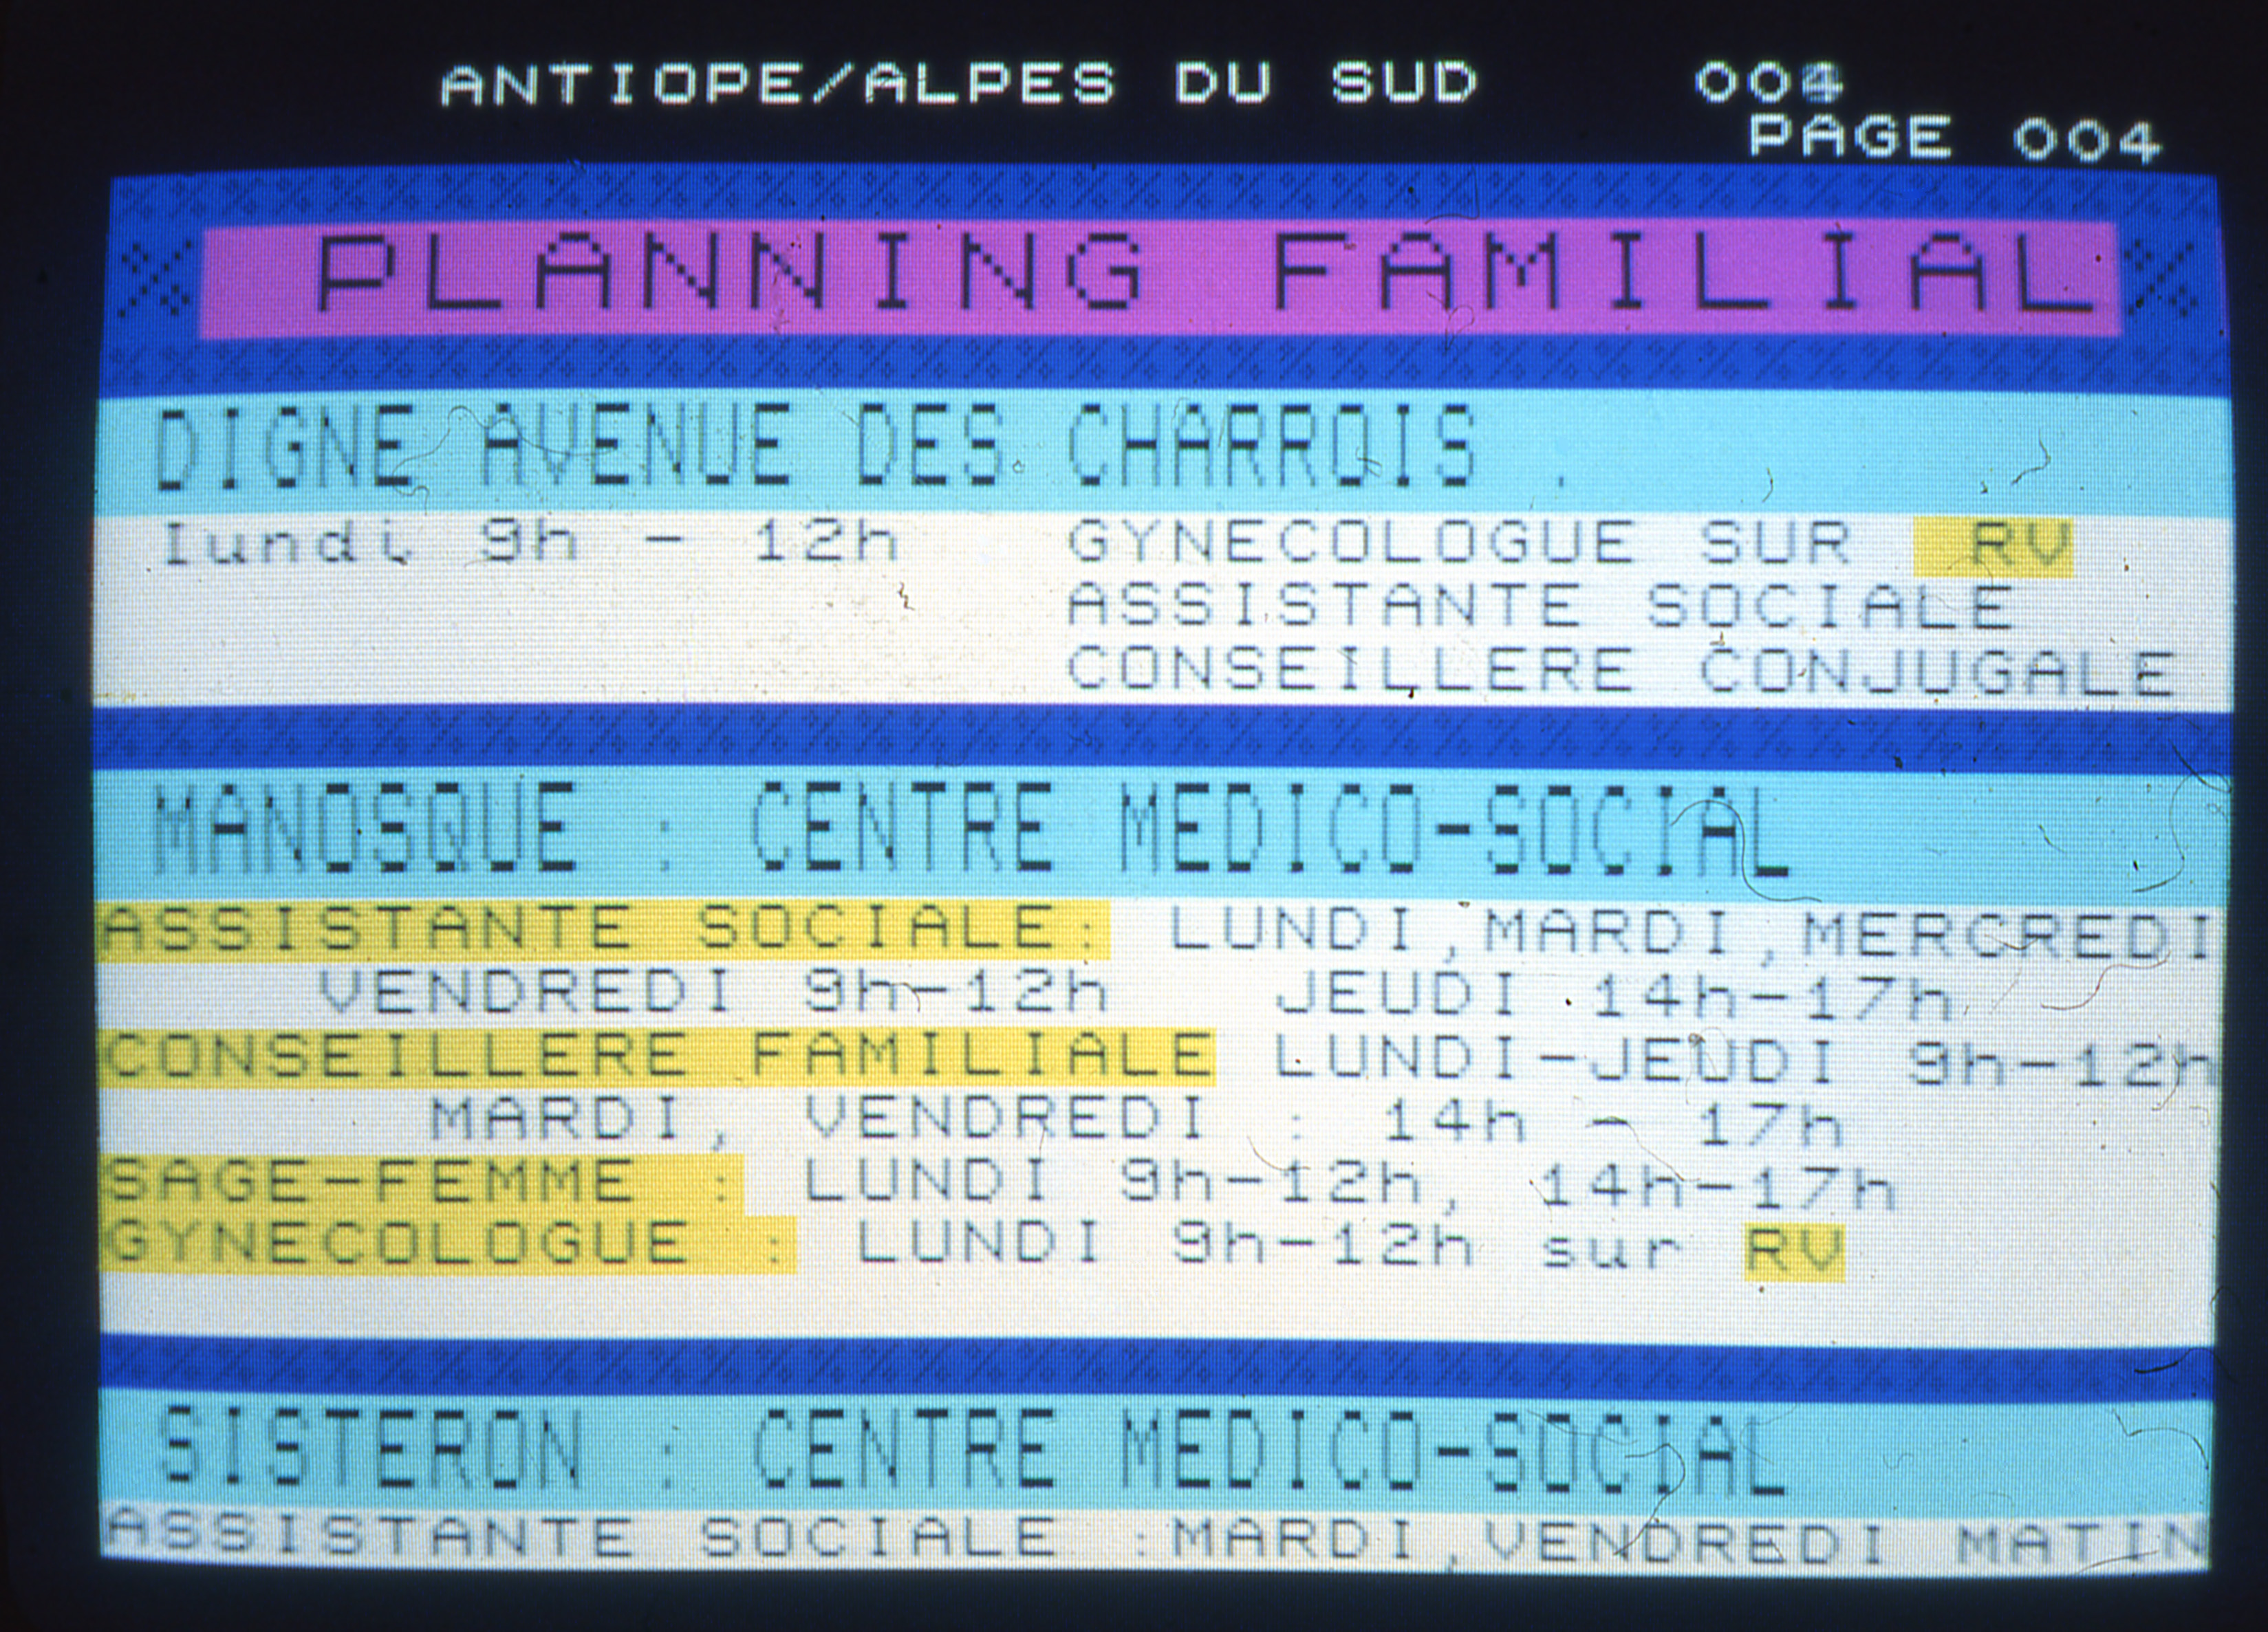 ANTIOPE/ALPES DU SUD 004
PAGE 004
% PLANNING FAMILIAL %
DIGNE AVENUE DES CHARROIS .
lundi 9h - 12h GYNECOLOGUE SUR RV
ASSISTANTE SOCIALE
CONSEILLERE CONJUGALE
MANOSQUE : CENTRE MEDICO-SOCIAL
ASSISTANTE SOCIALE: LUNDI,MARDI,MERCREDI
VENDREDI 9h-12h JEUDI 14h-17h
CONSEILLERE FAMILIALE LUNDI-JEUDI 9h-12h
MARDI, VENDREDI : 14h - 17h
SAGE-FEMME : LUNDI 9h-12h, 14h-17h
GYNECOLOGUE : LUNDI 9h-12h sur RV
SISTERON : CENTRE MEDICO-SOCIAL
ASSISTANTE SOCIALE :MARDI,VENDREDI MATIN